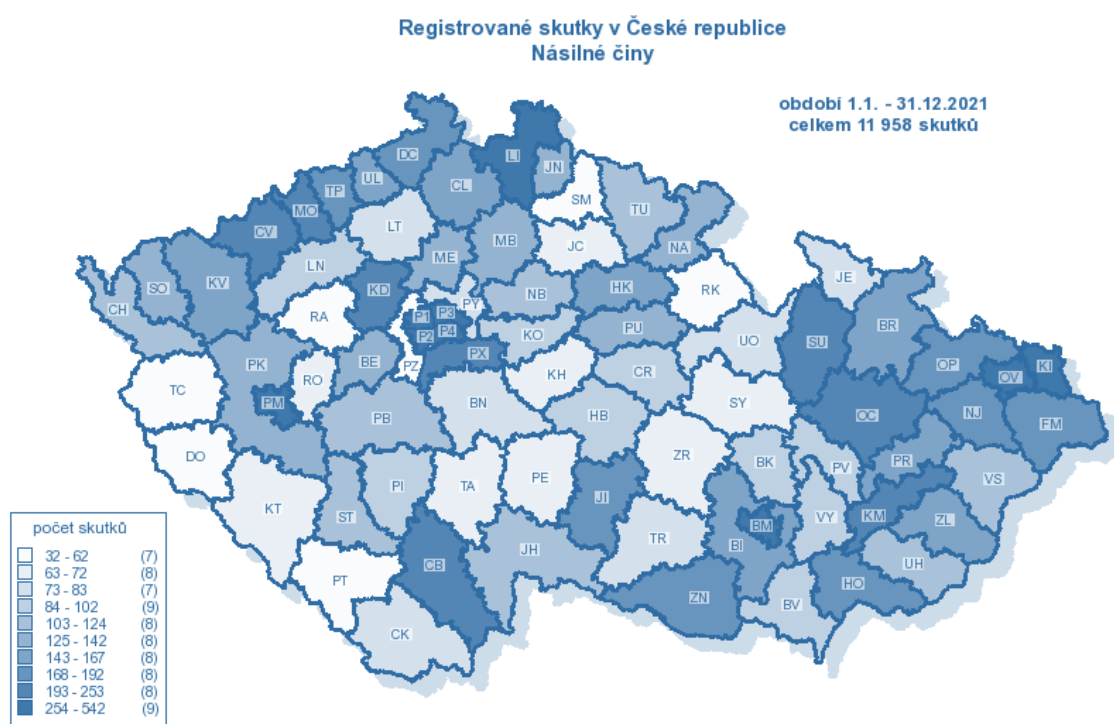 Registrované skutky v České republice
Násilné činy
období 1.1. - 31.12.2021
celkem 11 958 skutků
DC
LI
JN
UL
TP
CL
SM
MO
TU
LT
CV
MB
JC
NA
ME
LN
SO
KV
KD
NB
HK
RK
JE
CH
RA
PY
P1
P3
P2
P4
BR
PU
KO
UO
SU
PK
BE
PZ
PX
OP
KI
OV
RO
KH
CR
TC
PM
BN
SY
PB
HB
OC
NJ
FM
DO
ZR
BK
PR
PV
VS
PI
TA
PE
KT
JI
ST
BM
VY
KM
ZL
TR
BI
JH
UH
CB
PT
HO
ZN
BV
CK
počet skutků
32 - 62 (7)
63 - 72 (8)
73 - 83 (7)
84 - 102 (9)
103 - 124 (8)
125 - 142 (8)
143 - 167 (8)
168 - 192 (8)
193 - 253 (8)
254 - 542 (9)